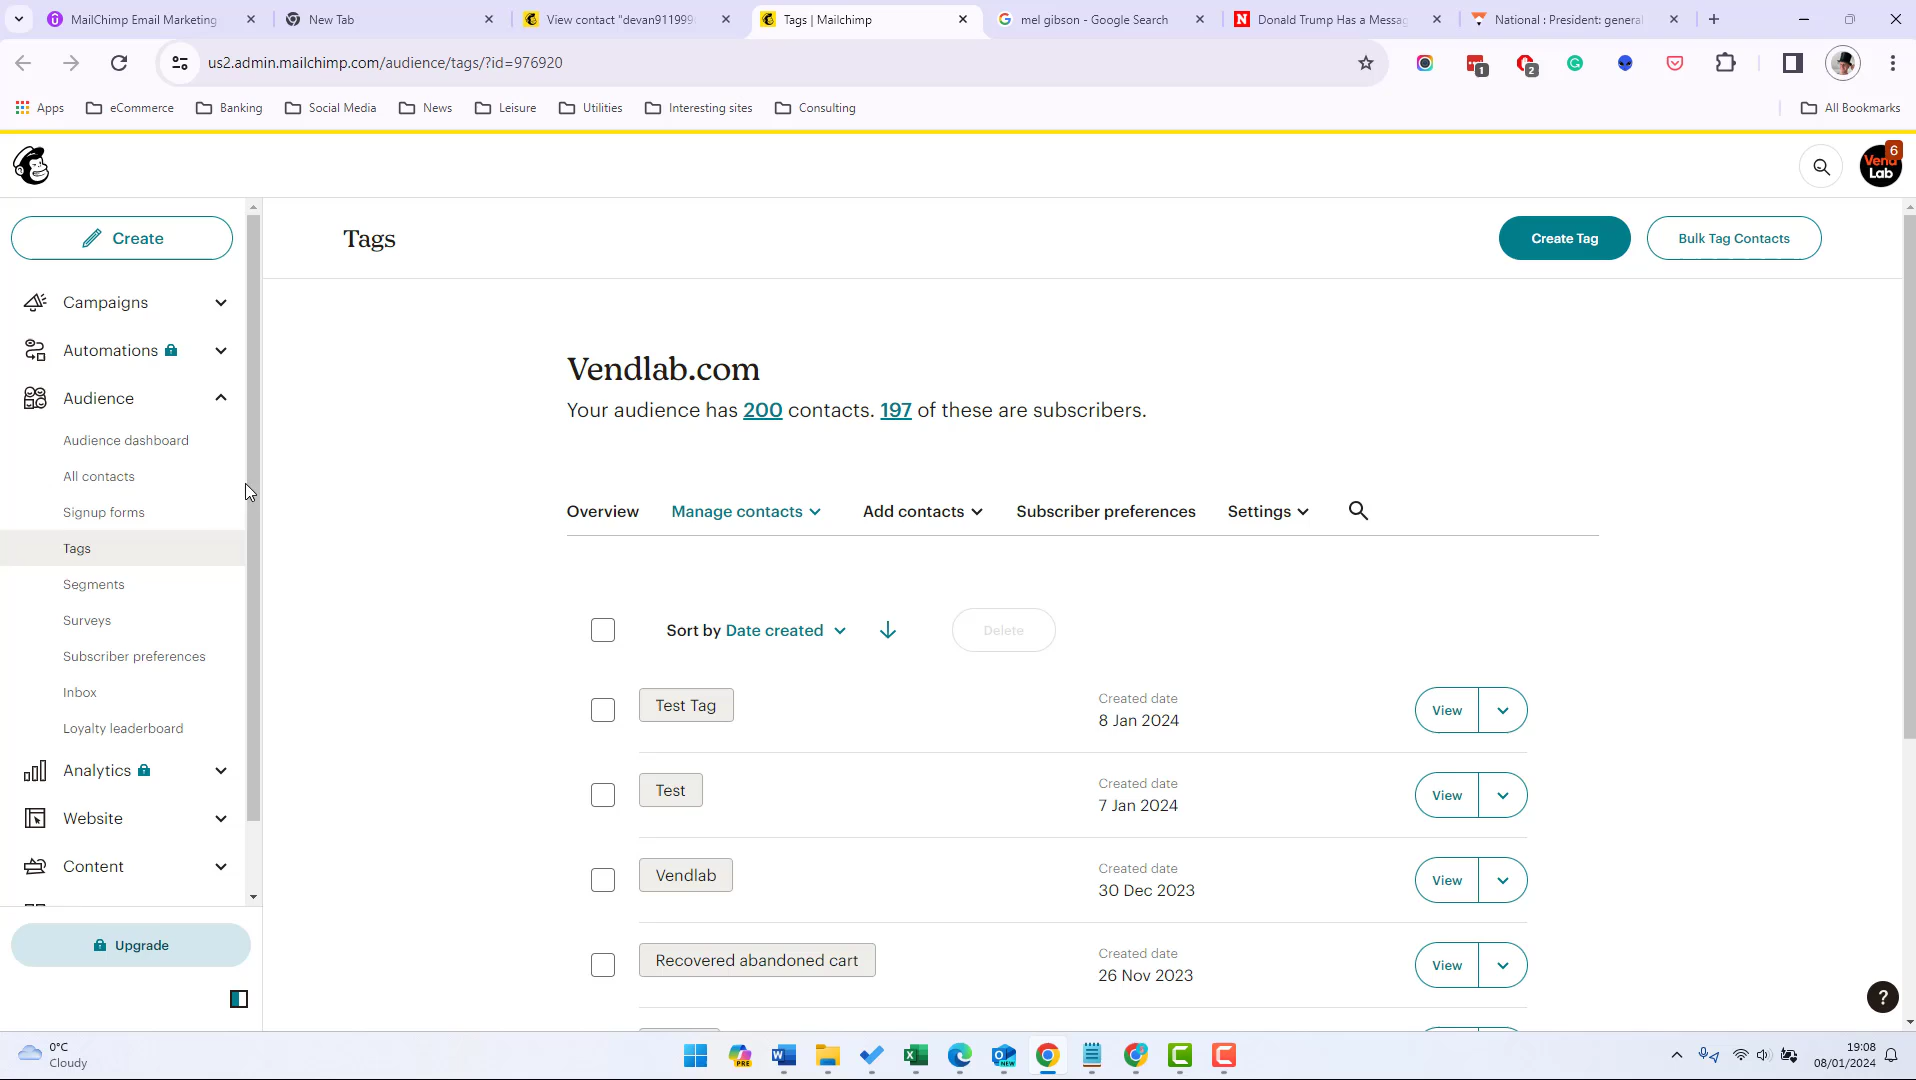 MailChimp Email Marketing
New Tab
View contact "devan911999
Tags | Mailchimp
mel gibson - Google Search
Donald Trump Has a Messag
National : President: general
us2.admin.mailchimp.com/audience/tags/?id=976920
1
2
Apps
eCommerce
Banking
Social Media
News
Leisure
Utilities
Interesting sites
Consulting
All Bookmarks
Vend
Lab
6
Create
Tags
Create Tag
Bulk Tag Contacts
Campaigns
Automations
Audience
Audience dashboard
All contacts
Signup forms
Tags
Segments
Surveys
Subscriber preferences
Inbox
Loyalty leaderboard
Analytics
Website
Content
Upgrade
Vendlab.com
Your audience has 200 contacts. 197 of these are subscribers.
Overview
Manage contacts
Add contacts
Subscriber preferences
Settings
Sort by Date created
Delete
Test Tag
Created date
8 Jan 2024
View
Test
Created date
7 Jan 2024
View
Vendlab
Created date
30 Dec 2023
View
Recovered abandoned cart
Created date
26 Nov 2023
View
?
0°C
Cloudy
PRE
NEW
19:08
08/01/2024